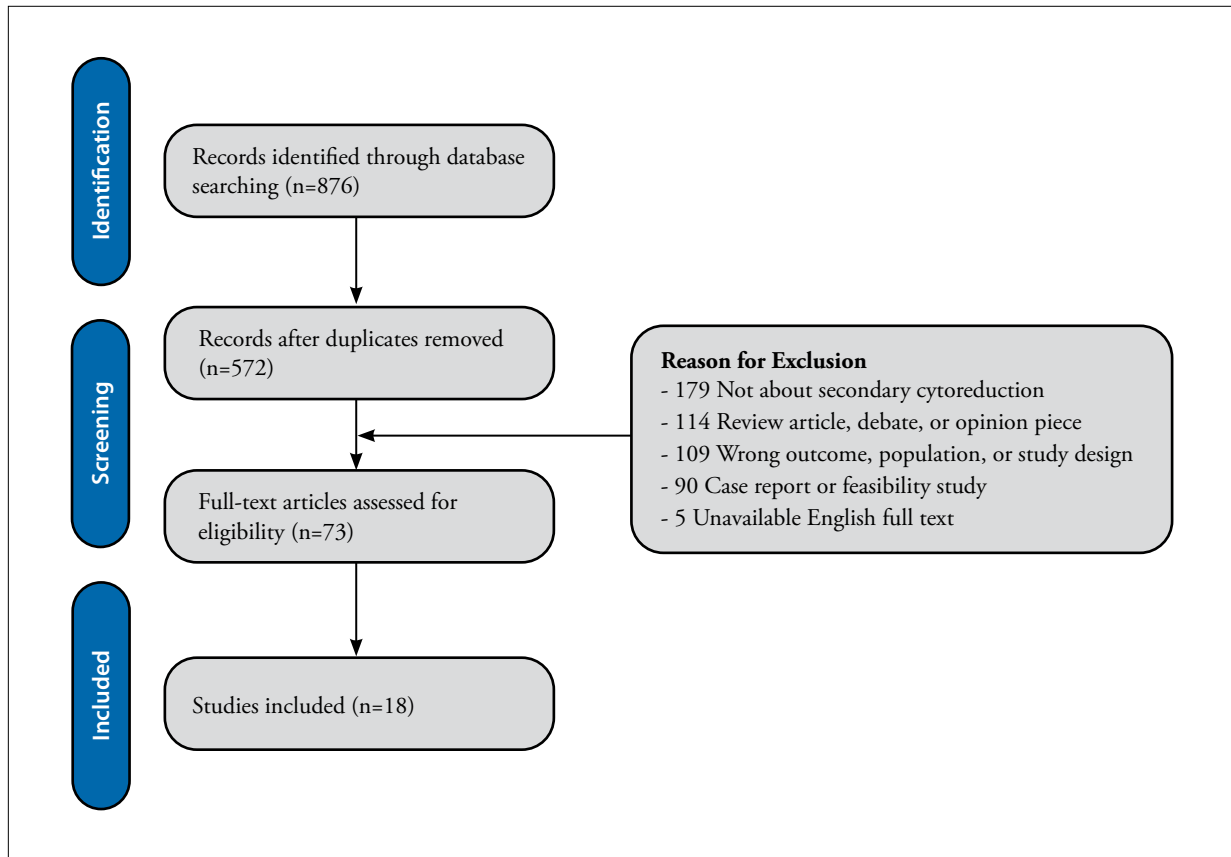 Identification
Records identified through database
searching (n=876)
Screening
Records after duplicates removed
(n=572)
Reason for Exclusion
- 179 Not about secondary cytoreduction
- 114 Review article, debate, or opinion piece
- 109 Wrong outcome, population, or study design
- 90 Case report or feasibility study
- 5 Unavailable English full text
Full-text articles assessed for
eligibility (n=73)
Included
Studies included (n=18)